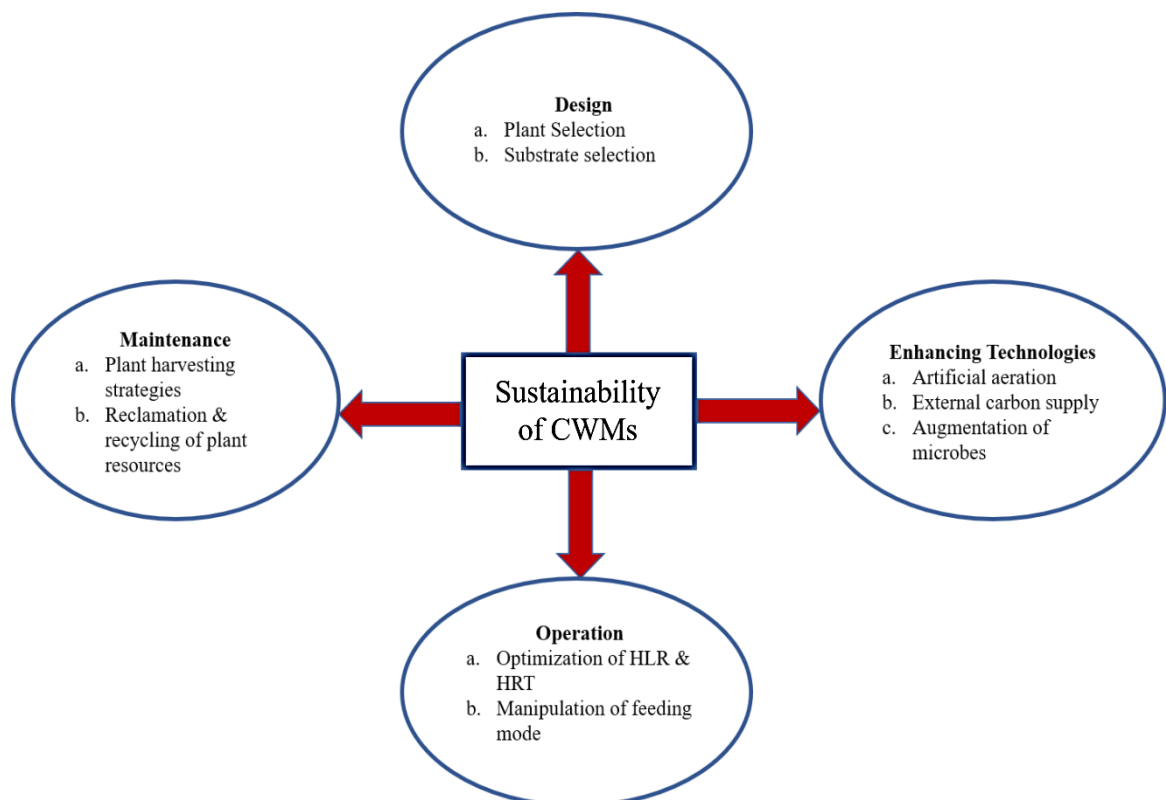 Design
a. Plant Selection
b. Substrate selection
Maintenance
a. Plant harvesting
strategies
b. Reclamation &
recycling of plant
resources
Sustainability
of CWMs
Enhancing Technologies
a. Artificial aeration
b. External carbon supply
c. Augmentation of
microbes
Operation
a. Optimization of HLR &
HRT
b. Manipulation of feeding
mode